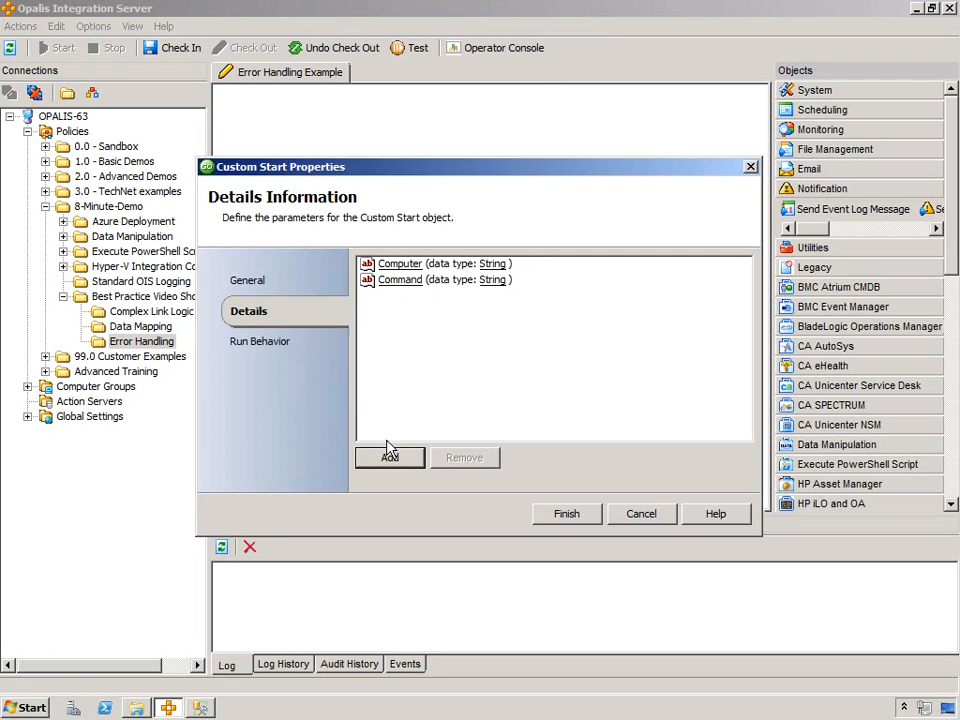 Opalis Integration Server
Actions Edit Options View Help
Start Stop Check In Check Out Undo Check Out Test Operator Console
Connections
Error Handling Example
Objects
OPALIS-63
Policies
0.0 - Sandbox
1.0 - Basic Demos
2.0 - Advanced Demos
3.0 - TechNet examples
8-Minute-Demo
Azure Deployment
Data Manipulation
Execute PowerShell Scr
Hyper-V Integration Co
Standard OIS Logging
Best Practice Video Sho
Complex Link Logic
Data Mapping
Error Handling
99.0 Customer Examples
Advanced Training
Computer Groups
Action Servers
Global Settings
Custom Start Properties
Details Information
Define the parameters for the Custom Start object.
General
Details
Run Behavior
ab Computer (data type: String )
ab Command (data type: String )
Add Remove
Finish Cancel Help
System
Scheduling
Monitoring
File Management
Email
Notification
Send Event Log Message Se
Utilities
Legacy
BMC Atrium CMDB
BMC Event Manager
BladeLogic Operations Manager
CA AutoSys
CA eHealth
CA Unicenter Service Desk
CA SPECTRUM
CA Unicenter NSM
Data Manipulation
Execute PowerShell Script
HP Asset Manager
HP iLO and OA
Log Log History Audit History Events
Start